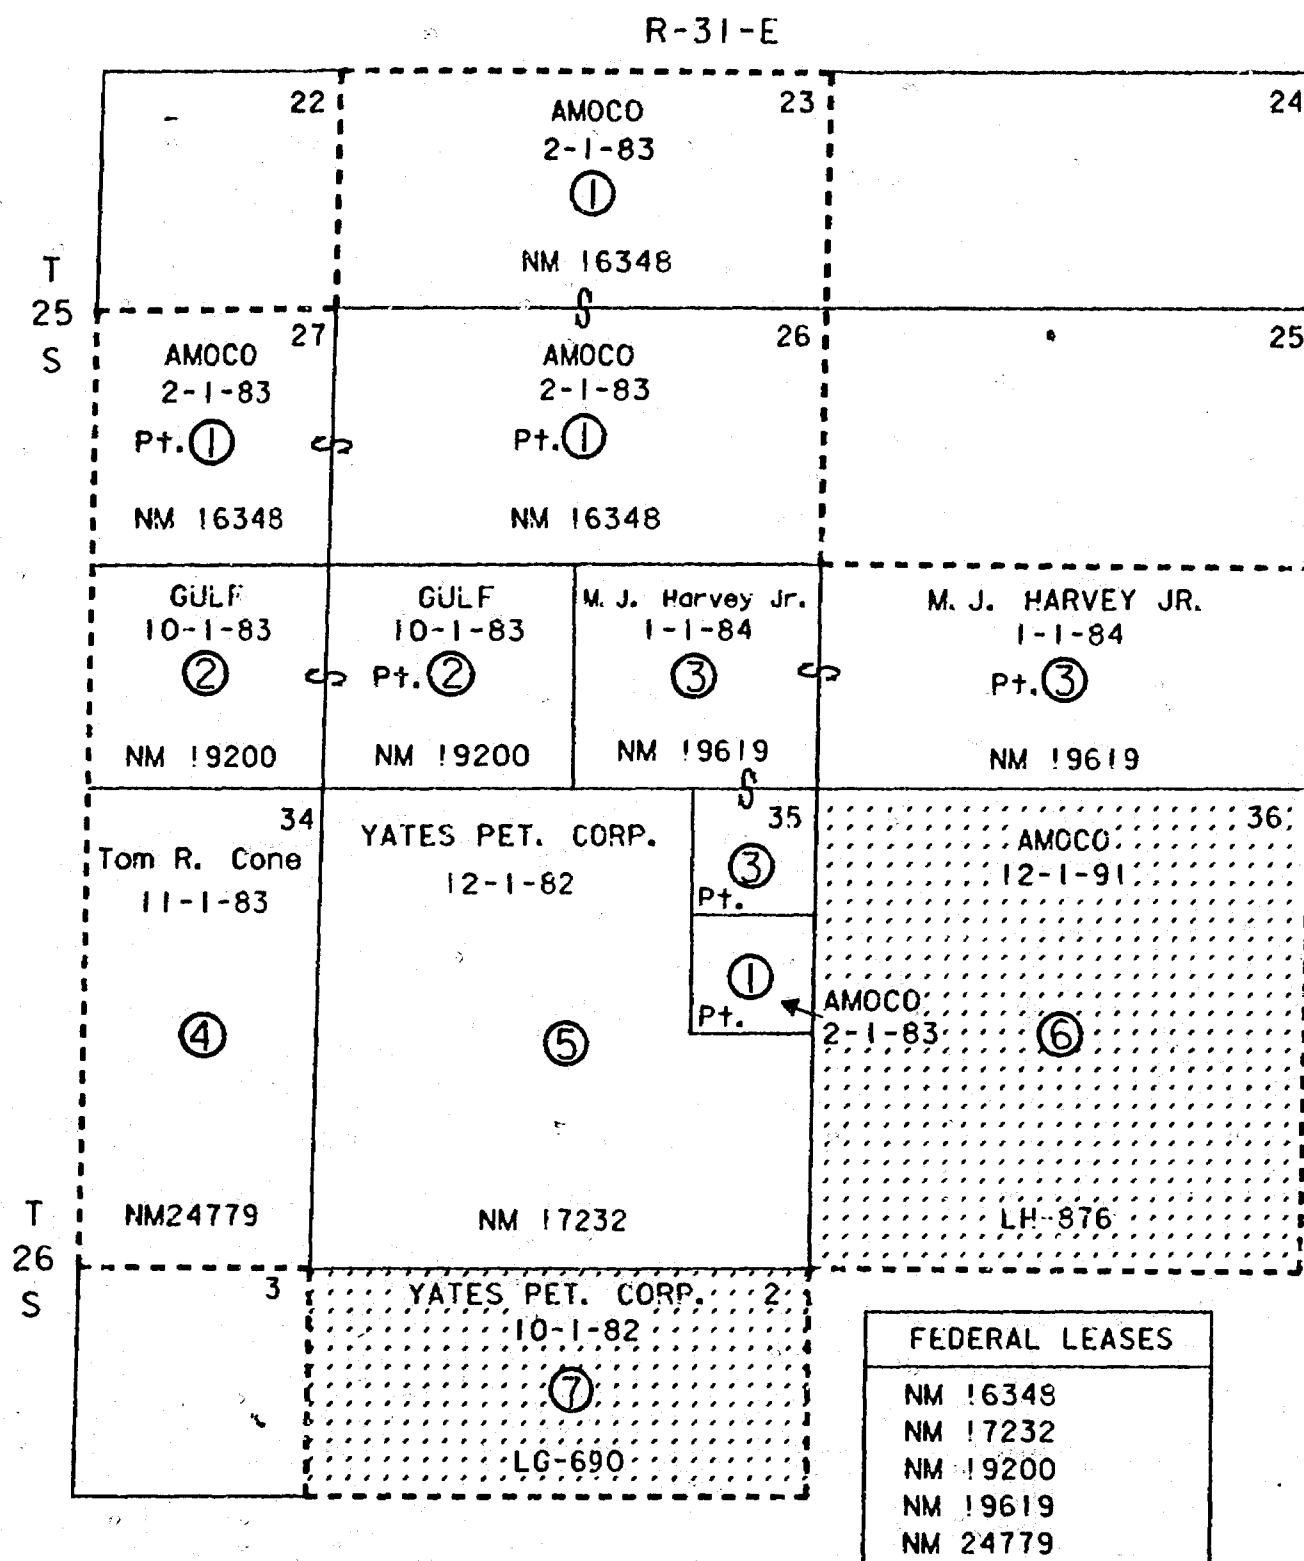 R-31-E
22
23
24
AMOCO
2-1-83
1
NM 16348
T
25
S
27
26
25
AMOCO
2-1-83
Pt. 1
NM 16348
AMOCO
2-1-83
Pt. 1
NM 16348
GULF
10-1-83
2
NM 19200
GULF
10-1-83
Pt. 2
NM 19200
M. J. Harvey Jr.
1-1-84
3
NM 19619
M. J. HARVEY JR.
1-1-84
Pt. 3
NM 19619
34
Tom R. Cone
11-1-83
4
NM24779
35
YATES PET. CORP.
12-1-82
5
NM 17232
3
Pt.
1
Pt.
AMOCO
2-1-83
36
AMOCO
12-1-91
6
LH-876
T
26
S
3
2
YATES PET. CORP.
10-1-82
7
LG-690
FEDERAL LEASES
NM 16348
NM 17232
NM 19200
NM 19619
NM 24779